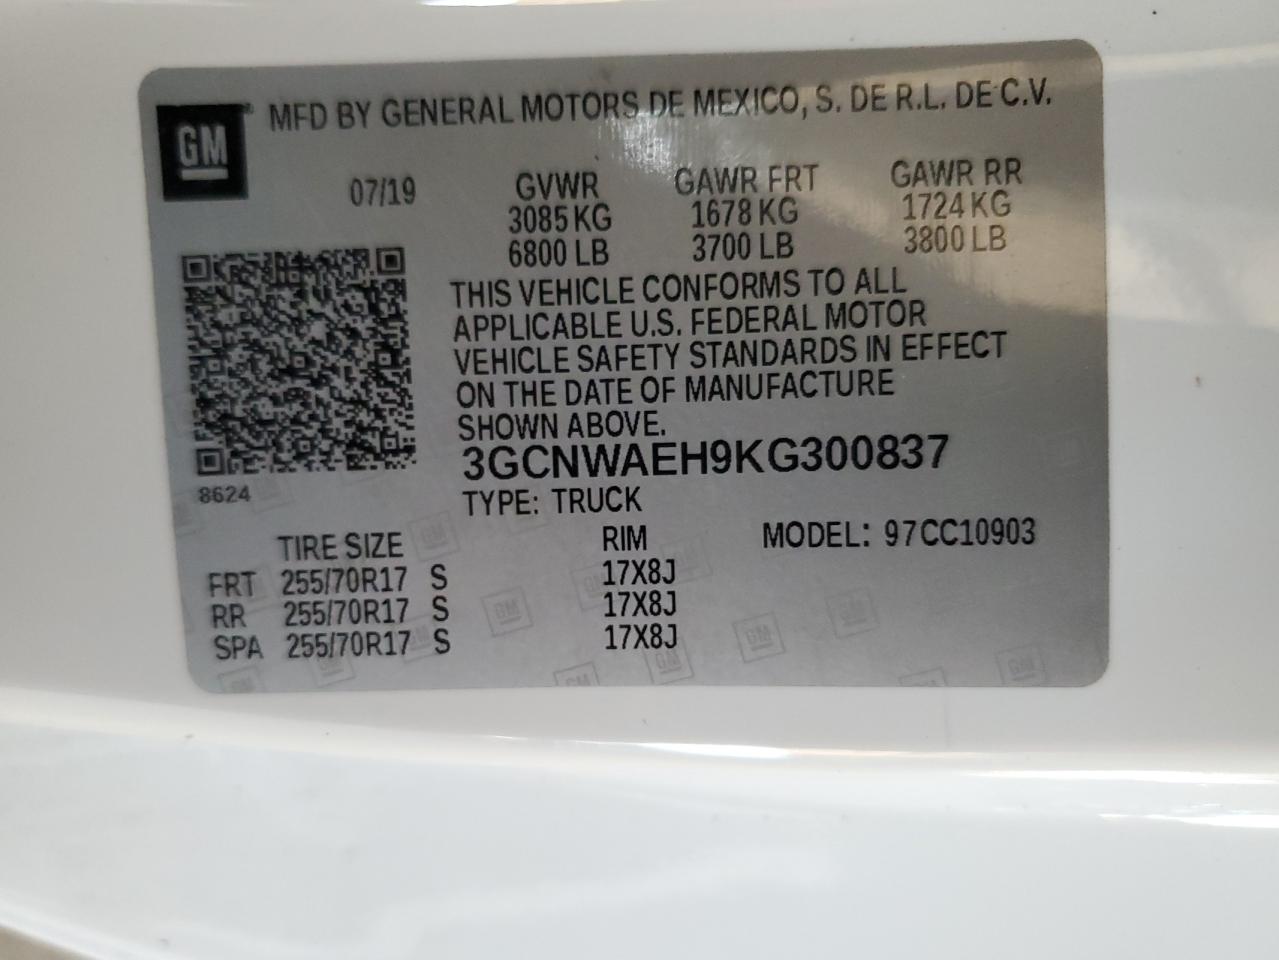 GM ® MFD BY GENERAL MOTORS DE MEXICO, S. DE R.L. DE C.V.
07/19 GVWR GAWR FRT GAWR RR
3085 KG 1678 KG 1724 KG
6800 LB 3700 LB 3800 LB
THIS VEHICLE CONFORMS TO ALL
APPLICABLE U.S. FEDERAL MOTOR
VEHICLE SAFETY STANDARDS IN EFFECT
ON THE DATE OF MANUFACTURE
SHOWN ABOVE.
3GCNWAEH9KG300837
8624
TYPE: TRUCK
TIRE SIZE RIM MODEL: 97CC10903
FRT 255/70R17 S 17X8J
RR 255/70R17 S 17X8J
SPA 255/70R17 S 17X8J